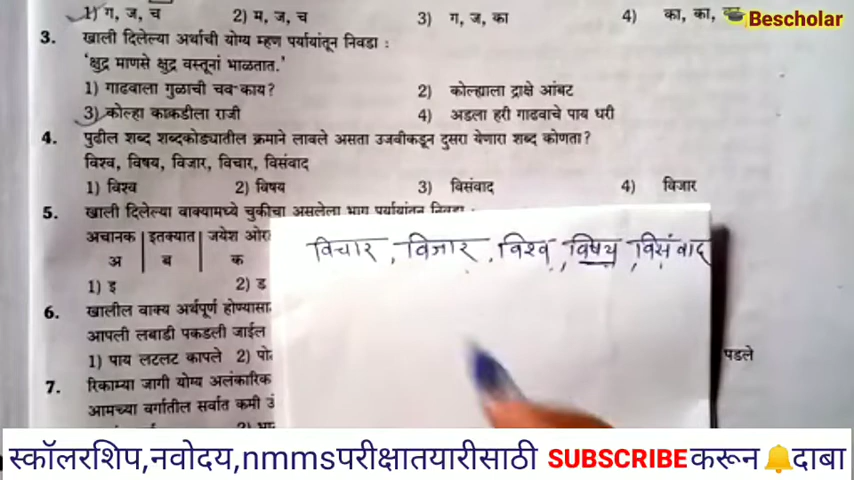 1) ग, ज, च 2) म, ज, च 3) ग, ज, का 4) का, का,
Bescholar
3. खाली दिलेल्या अर्थाची योग्य म्हण पर्यायांतून निवडा :
'क्षुद्र माणसे क्षुद्र वस्तूनां भाळतात.'
1) गाढवाला गुळाची चव काय? 2) कोल्ह्याला द्राक्षे आंबट
3) कोल्हा काकडीला राजी 4) अडला हरी गाढवाचे पाय धरी
4. पुढील शब्द शब्दकोड्यातील क्रमाने लावले असता उजवीकडून दुसरा येणारा शब्द कोणता?
विश्व, विषय, विजार, विचार, विसंवाद
1) विश्व 2) विषय 3) विसंवाद 4) विजार
5. खाली दिलेल्या वाक्यामध्ये चुकीचा असलेला भाग पर्यायांतून निवडा :
अचानक | इतक्यात | जयेश ओर
अ | ब | क
1) इ 2) ड
विचार, विजार, विश्व, विषय, विसंवाद
6. खालील वाक्य अर्थपूर्ण होण्यासा
आपली लबाडी पकडली जाईल
1) पाय लटलट कापले 2) पो पडले
7. रिकाम्या जागी योग्य अलंकारिक
आमच्या वर्गातील सर्वात कमी उं
स्कॉलरशिप,नवोदय,nmmsपरीक्षातयारीसाठी SUBSCRIBEकरून दाबा